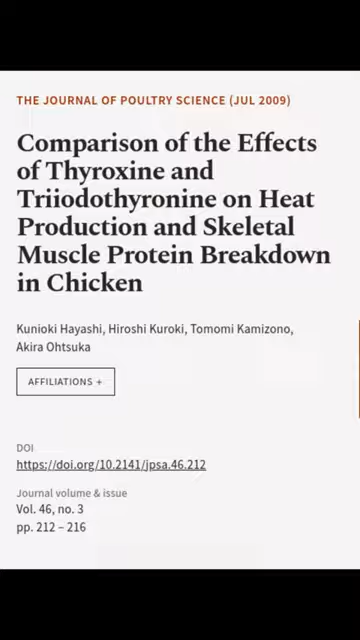 THE JOURNAL OF POULTRY SCIENCE (JUL 2009)
Comparison of the Effects
of Thyroxine and
Triiodothyronine on Heat
Production and Skeletal
Muscle Protein Breakdown
in Chicken
Kunioki Hayashi, Hiroshi Kuroki, Tomomi Kamizono,
Akira Ohtsuka
AFFILIATIONS +
DOI
https://doi.org/10.2141/jpsa.46.212
Journal volume & issue
Vol. 46, no. 3
pp. 212 – 216